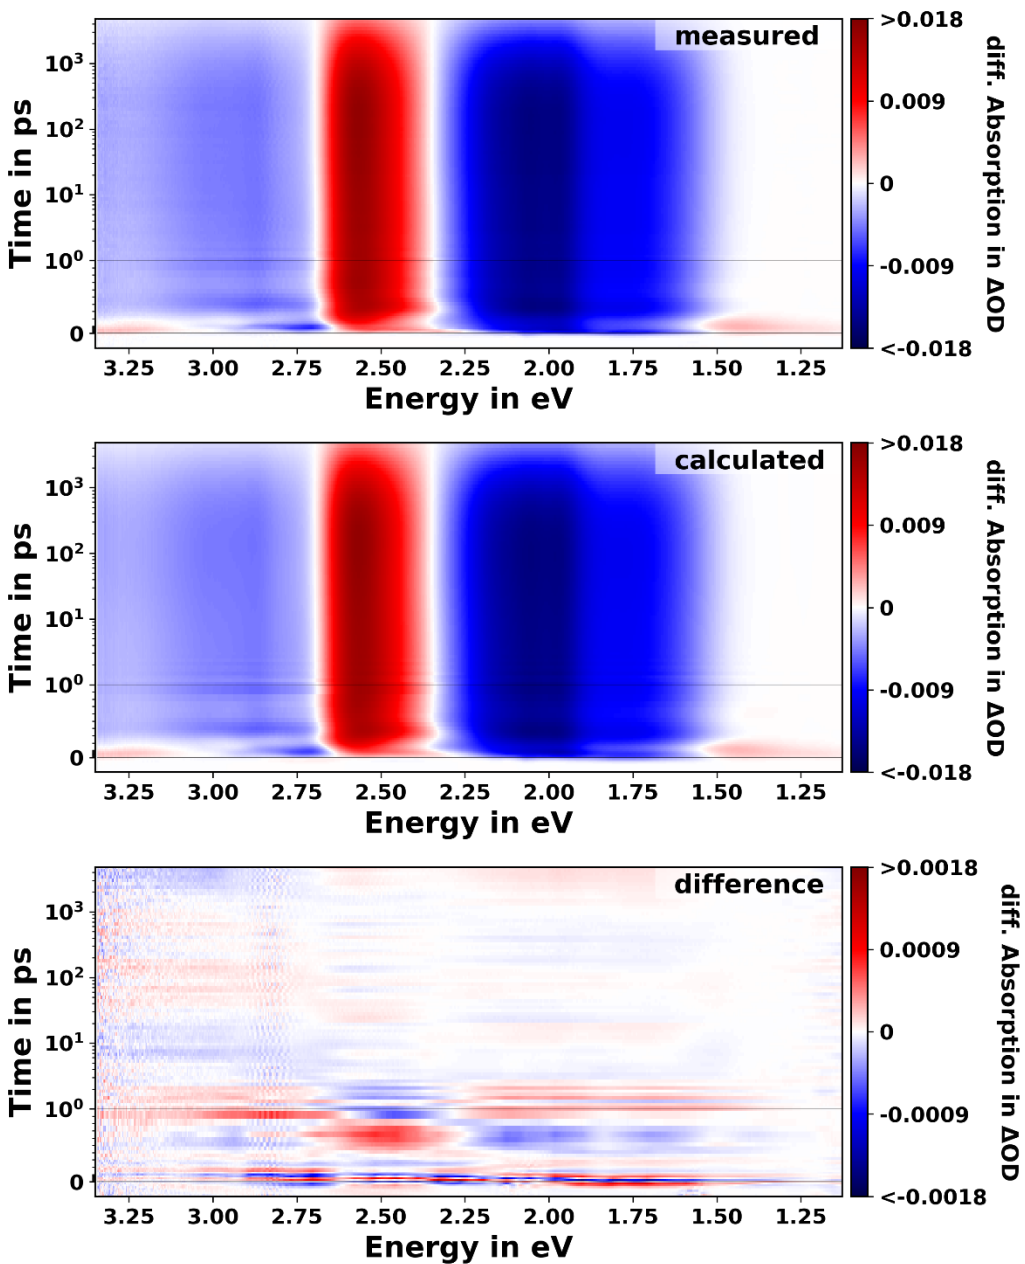 measured
Time in ps
10³
10²
10¹
10⁰
0
3.25 3.00 2.75 2.50 2.25 2.00 1.75 1.50 1.25
Energy in eV
>0.018
0.009
0
-0.009
<-0.018
diff. Absorption in ΔOD
calculated
Time in ps
10³
10²
10¹
10⁰
0
3.25 3.00 2.75 2.50 2.25 2.00 1.75 1.50 1.25
Energy in eV
>0.018
0.009
0
-0.009
<-0.018
diff. Absorption in ΔOD
difference
Time in ps
10³
10²
10¹
10⁰
0
3.25 3.00 2.75 2.50 2.25 2.00 1.75 1.50 1.25
Energy in eV
>0.0018
0.0009
0
-0.0009
<-0.0018
diff. Absorption in ΔOD